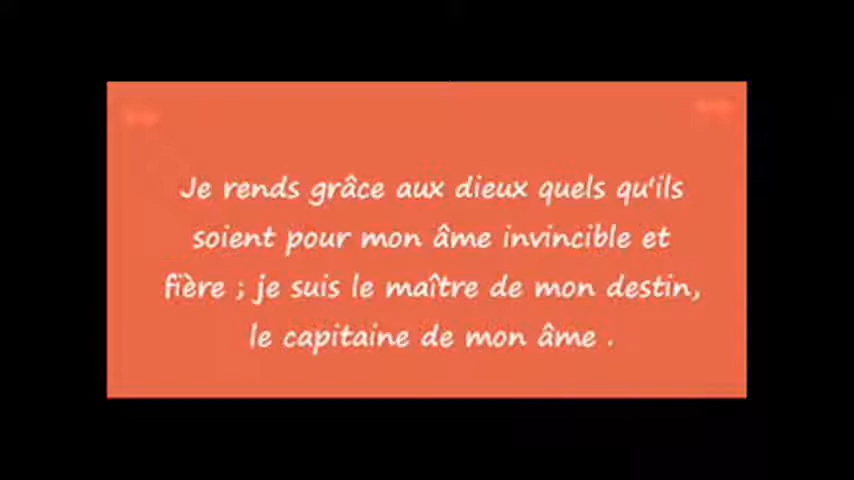 Je rends grâce aux dieux quels qu'ils
soient pour mon âme invincible et
fière ; je suis le maître de mon destin,
le capitaine de mon âme .